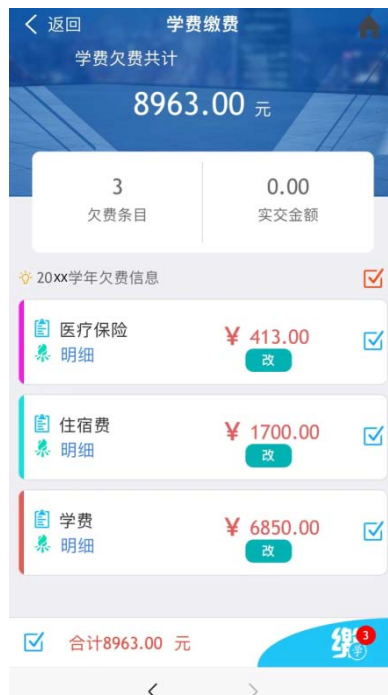 返回 学费缴费
学费欠费共计
8963.00 元
3 0.00
欠费条目 实交金额
20xx学年欠费信息
医疗保险
¥ 413.00
明细
改
住宿费
¥ 1700.00
明细
改
学费
¥ 6850.00
明细
改
合计8963.00 元
缴
学
3